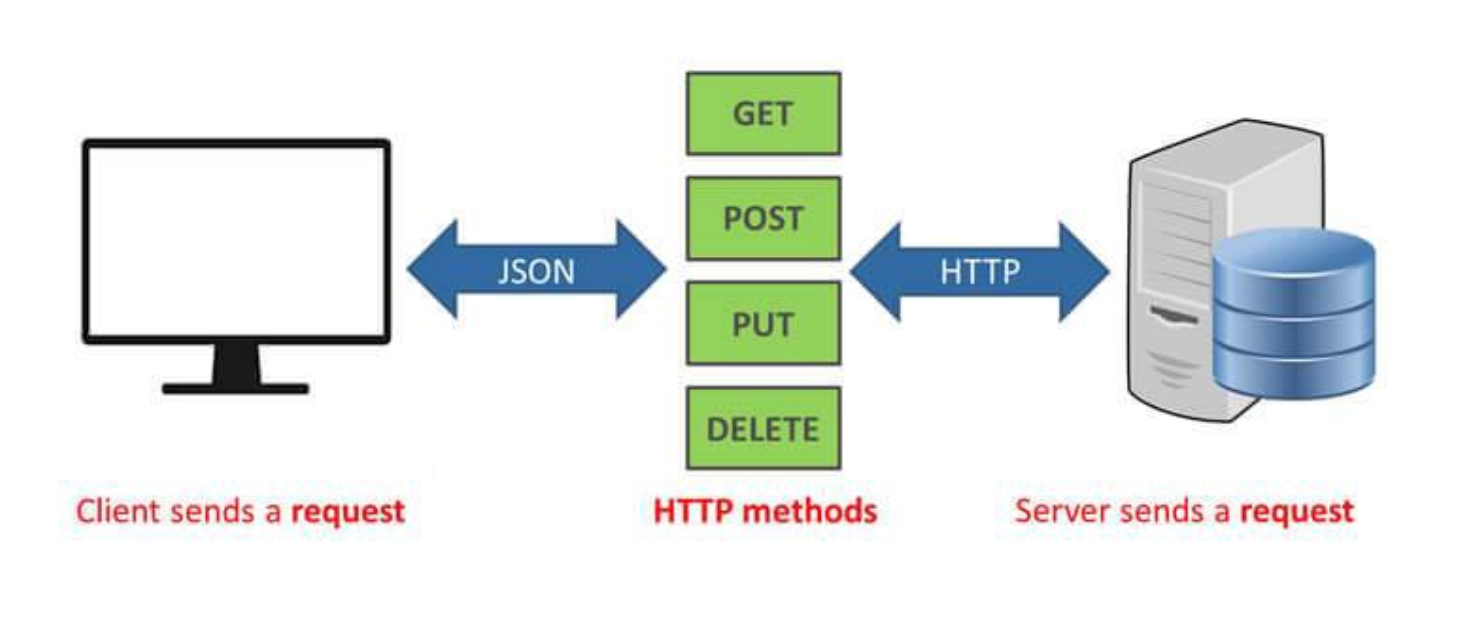 GET
POST
JSON
HTTP
PUT
DELETE
Client sends a request
HTTP methods
Server sends a request